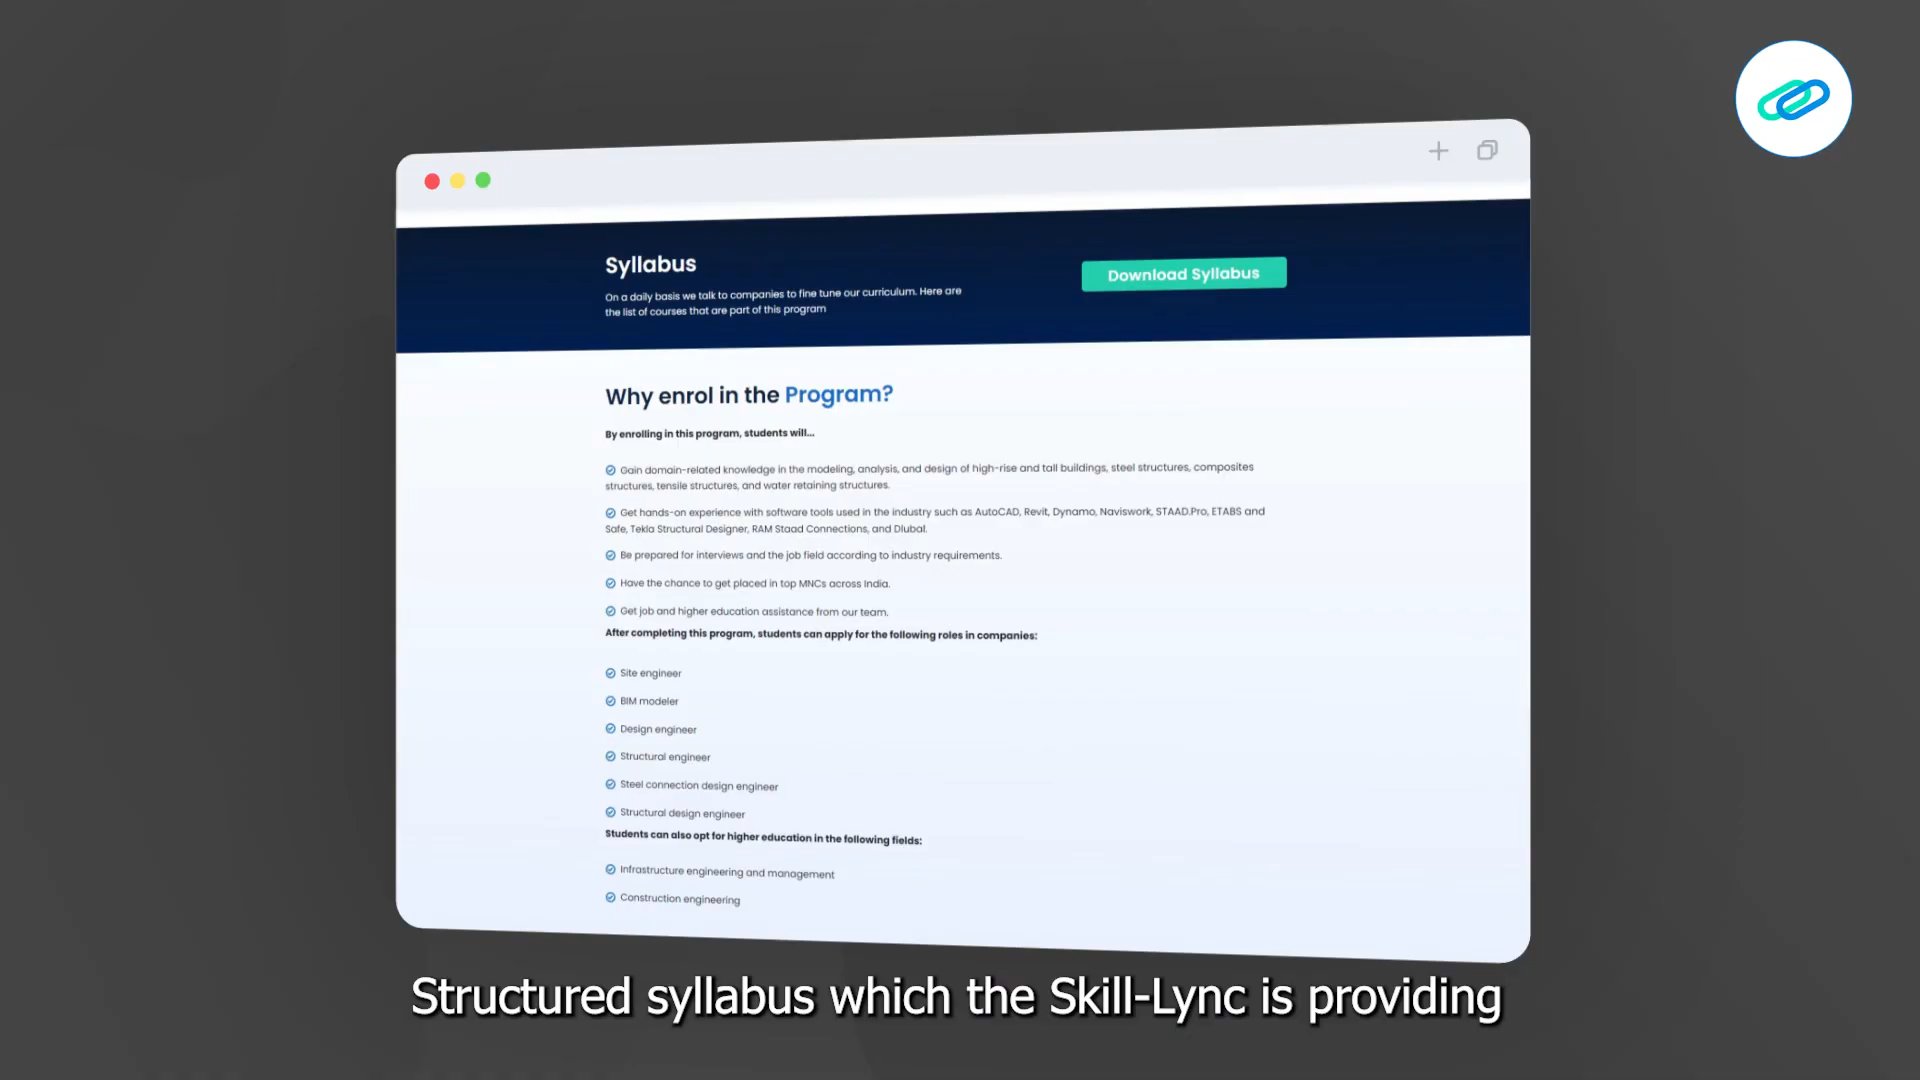 Syllabus
On a daily basis we talk to companies to fine tune our curriculum. Here are
the list of courses that are part of this program
Download Syllabus
Why enrol in the Program?
By enrolling in this program, students will...
Gain domain-related knowledge in the modeling, analysis, and design of high-rise and tall buildings, steel structures, composites
structures, tensile structures, and water retaining structures.
Get hands-on experience with software tools used in the industry such as AutoCAD, Revit, Dynamo, Naviswork, STAAD.Pro, ETABS and
Safe, Tekla Structural Designer, RAM Staad Connections, and Dlubal.
Be prepared for interviews and the job field according to industry requirements.
Have the chance to get placed in top MNCs across India.
Get job and higher education assistance from our team.
After completing this program, students can apply for the following roles in companies:
Site engineer
BIM modeler
Design engineer
Structural engineer
Steel connection design engineer
Structural design engineer
Students can also opt for higher education in the following fields:
Infrastructure engineering and management
Construction engineering
Structured syllabus which the Skill-Lync is providing